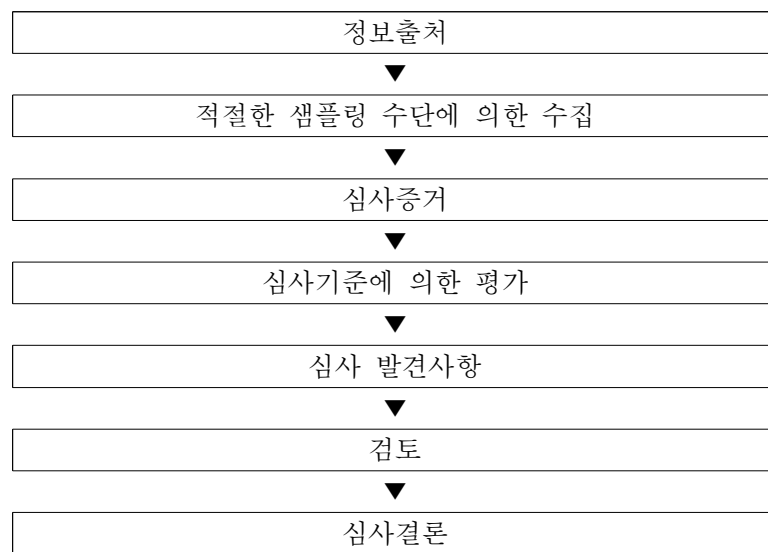 정보출처
▼
적절한 샘플링 수단에 의한 수집
▼
심사증거
▼
심사기준에 의한 평가
▼
심사 발견사항
▼
검토
▼
심사결론